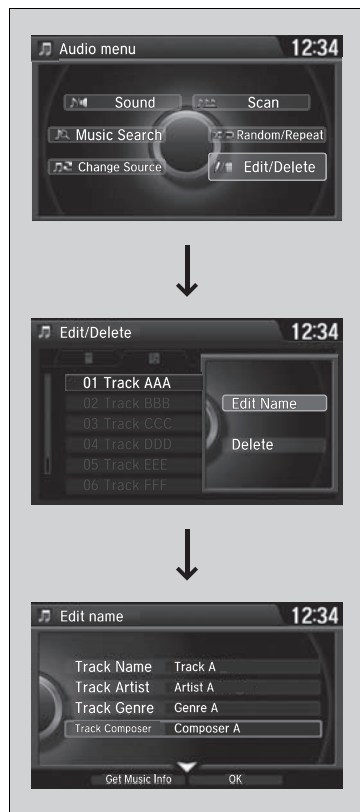 Audio menu 12:34
Sound Scan
Music Search Random/Repeat
Change Source Edit/Delete
Edit/Delete 12:34
01 Track AAA
02 Track BBB Edit Name
03 Track CCC
04 Track DDD Delete
05 Track EEE
06 Track FFF
Edit name 12:34
Track Name Track A
Track Artist Artist A
Track Genre Genre A
Track Composer Composer A
Get Music Info OK